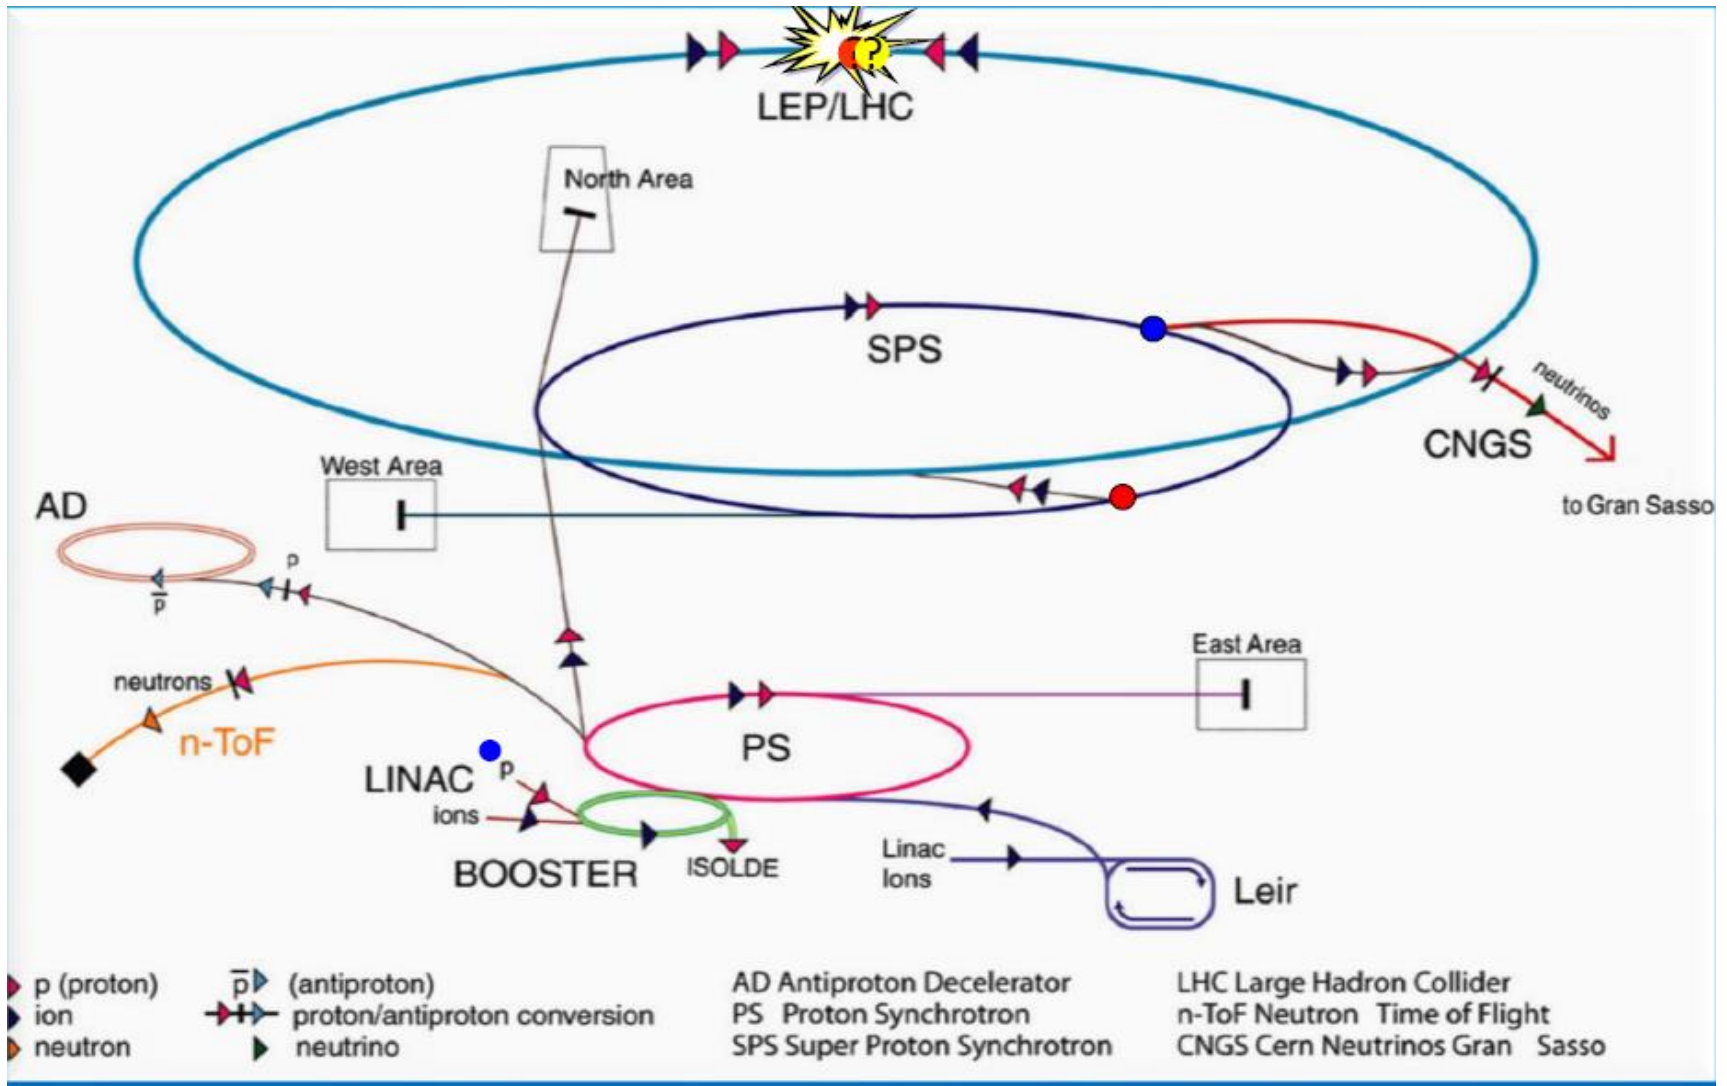 ?
LEP/LHC
North Area
SPS
neutrinos
CNGS
to Gran Sasso
West Area
AD
p
p̅
neutrons
n-ToF
East Area
PS
LINAC
p
ions
BOOSTER
ISOLDE
Linac
Ions
Leir
p (proton)
ion
neutron
p̅ (antiproton)
proton/antiproton conversion
neutrino
AD Antiproton Decelerator
PS Proton Synchrotron
SPS Super Proton Synchrotron
LHC Large Hadron Collider
n-ToF Neutron Time of Flight
CNGS Cern Neutrinos Gran Sasso